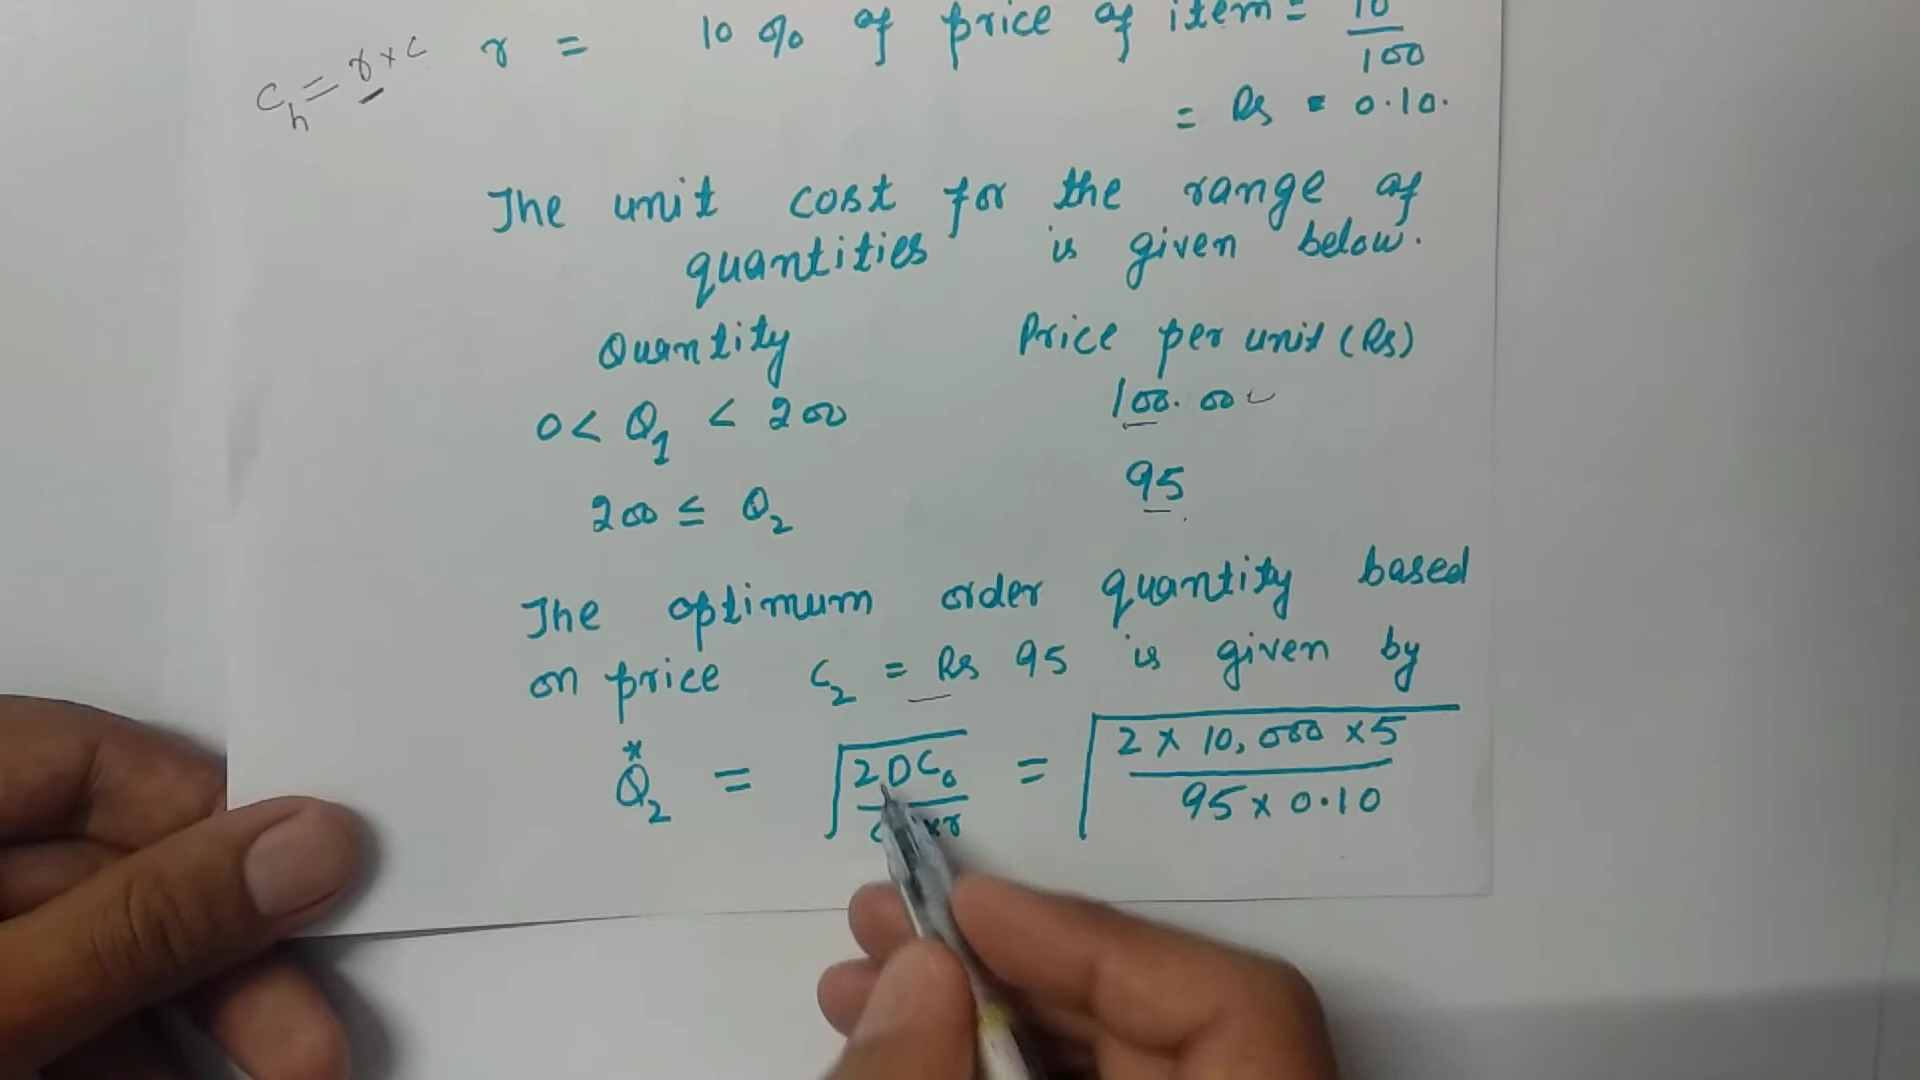 C_h = r × c r = 10 % of price of item = 10/100
= Rs = 0.10.
The unit cost for the range of
quantities is given below.
Quantity Price per unit (Rs)
0 < Q_1 < 200 100.00
200 ≤ Q_2 95
The optimum order quantity based
on price C_2 = Rs 95 is given by
Q_2^* = √(2DC_0 / × r) = √(2 × 10,000 × 5 / 95 × 0.10)